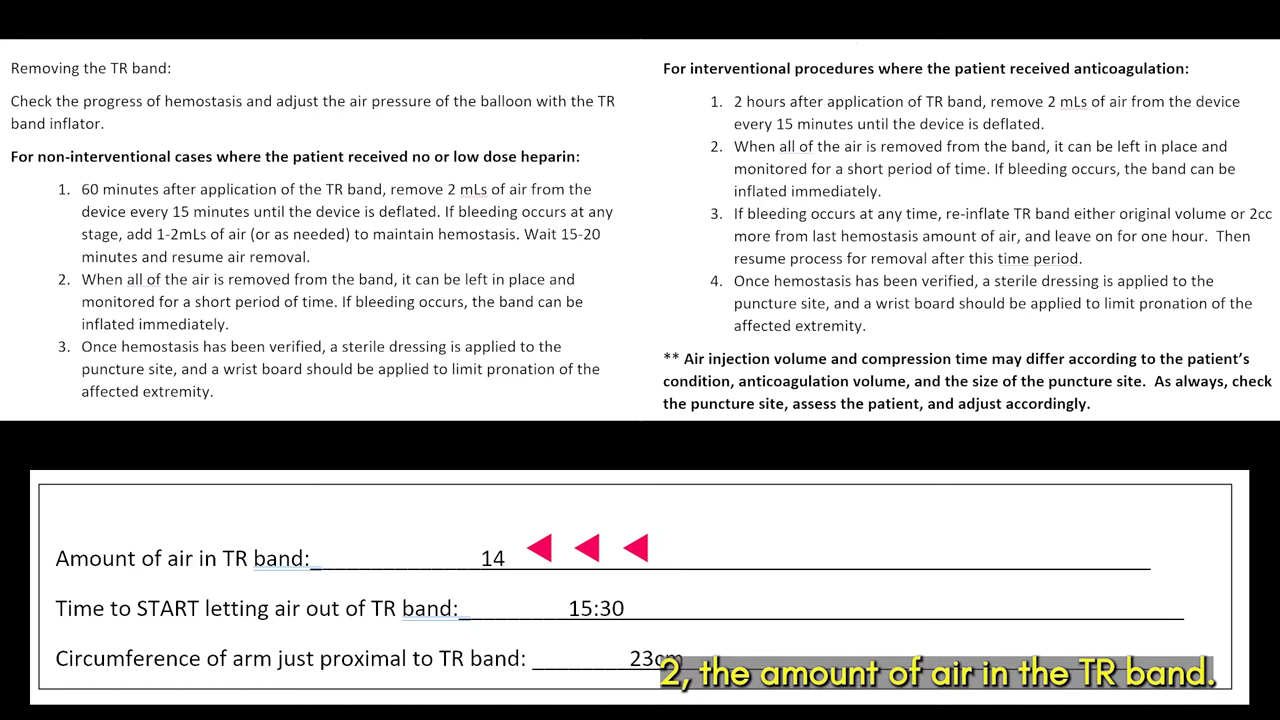 Removing the TR band:
Check the progress of hemostasis and adjust the air pressure of the balloon with the TR
band inflator.
For non-interventional cases where the patient received no or low dose heparin:
1. 60 minutes after application of the TR band, remove 2 mLs of air from the
device every 15 minutes until the device is deflated. If bleeding occurs at any
stage, add 1-2mLs of air (or as needed) to maintain hemostasis. Wait 15-20
minutes and resume air removal.
2. When all of the air is removed from the band, it can be left in place and
monitored for a short period of time. If bleeding occurs, the band can be
inflated immediately.
3. Once hemostasis has been verified, a sterile dressing is applied to the
puncture site, and a wrist board should be applied to limit pronation of the
affected extremity.
For interventional procedures where the patient received anticoagulation:
1. 2 hours after application of TR band, remove 2 mLs of air from the device
every 15 minutes until the device is deflated.
2. When all of the air is removed from the band, it can be left in place and
monitored for a short period of time. If bleeding occurs, the band can be
inflated immediately.
3. If bleeding occurs at any time, re-inflate TR band either original volume or 2cc
more from last hemostasis amount of air, and leave on for one hour. Then
resume process for removal after this time period.
4. Once hemostasis has been verified, a sterile dressing is applied to the
puncture site, and a wrist board should be applied to limit pronation of the
affected extremity.
** Air injection volume and compression time may differ according to the patient's
condition, anticoagulation volume, and the size of the puncture site. As always, check
the puncture site, assess the patient, and adjust accordingly.
Amount of air in TR band: 14
Time to START letting air out of TR band: 15:30
Circumference of arm just proximal to TR band: 23cm
2, the amount of air in the TR band.